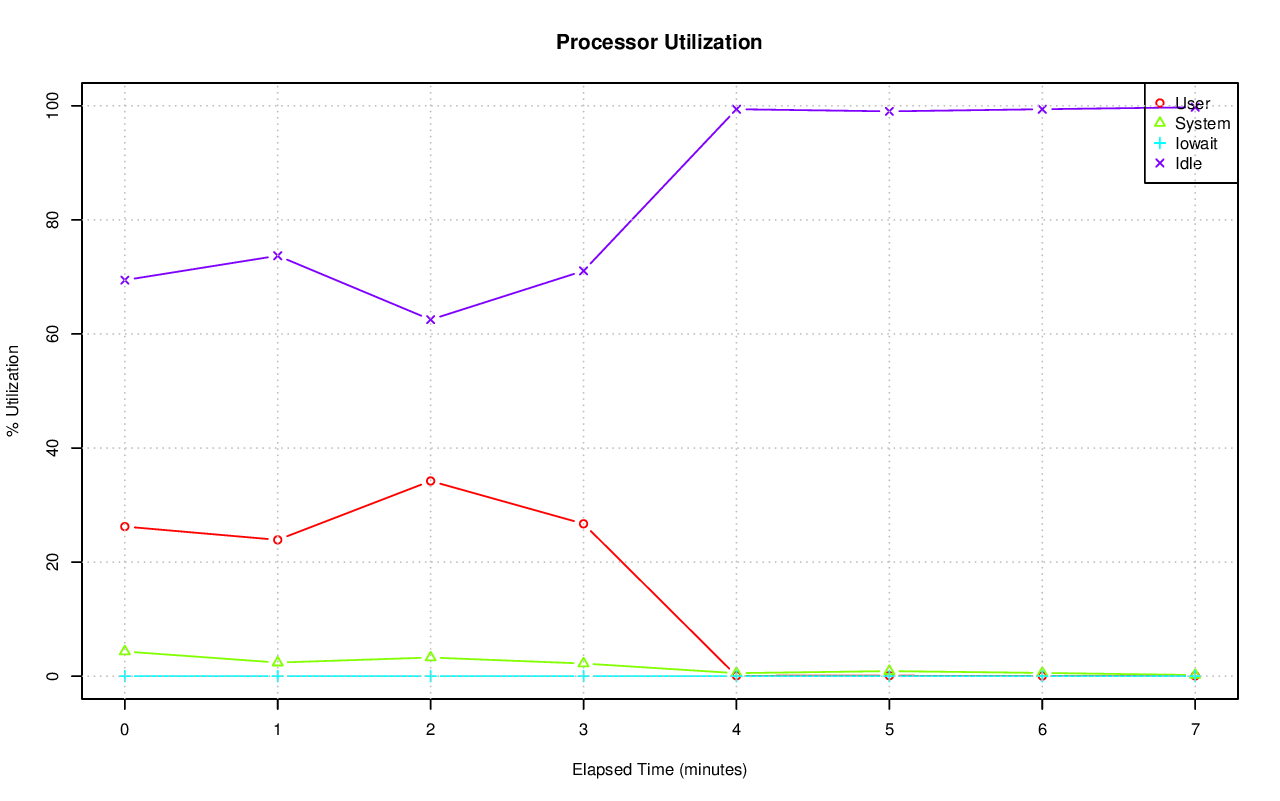 Processor Utilization
100
80
60
40
20
0
% Utilization
User
System
Iowait
Idle
0 1 2 3 4 5 6 7
Elapsed Time (minutes)